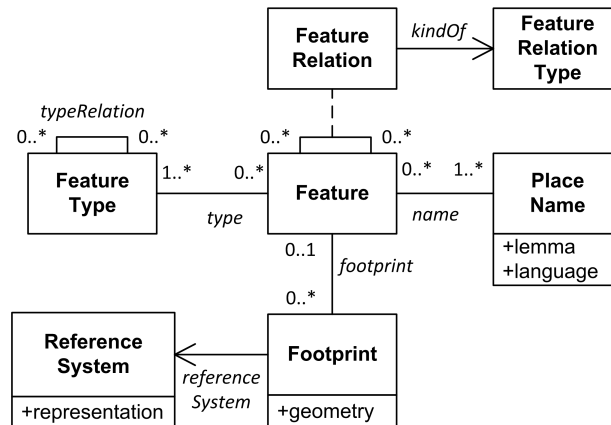 Feature
Relation
kindOf
Feature
Relation
Type
typeRelation
0..*
0..*
0..*
0..*
Feature
Type
1..*
0..*
type
Feature
0..*
1..*
name
Place
Name
+lemma
+language
0..1
footprint
0..*
Reference
System
+representation
reference
System
Footprint
+geometry